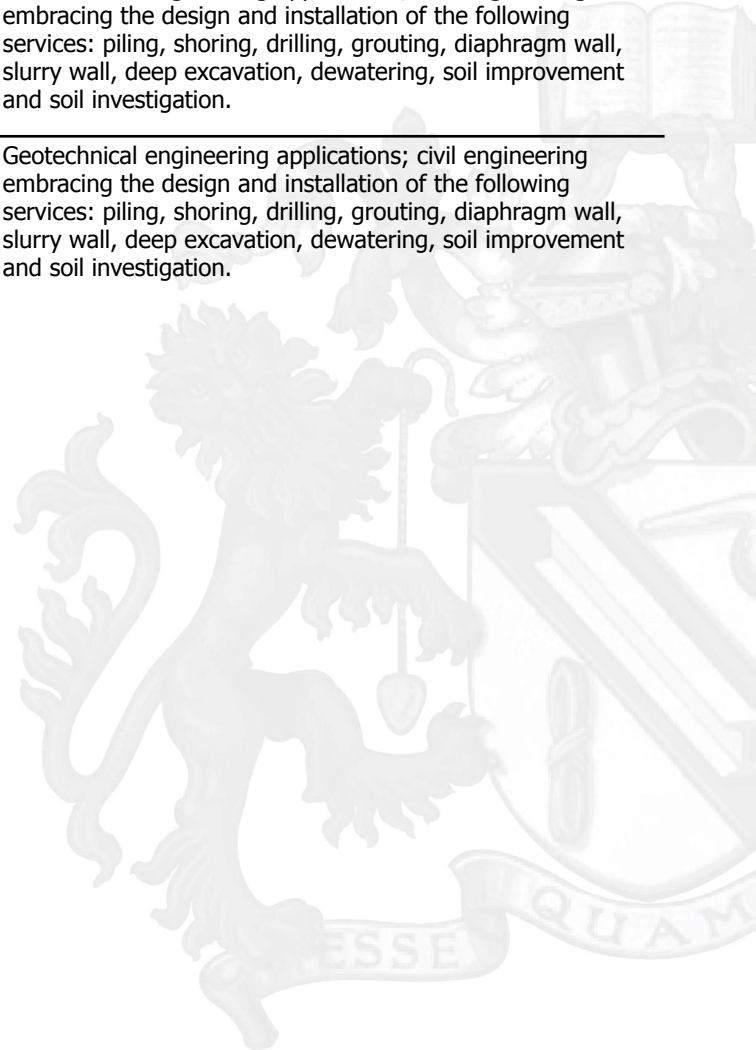 embracing the design and installation of the following
services: piling, shoring, drilling, grouting, diaphragm wall,
slurry wall, deep excavation, dewatering, soil improvement
and soil investigation.
Geotechnical engineering applications; civil engineering
embracing the design and installation of the following
services: piling, shoring, drilling, grouting, diaphragm wall,
slurry wall, deep excavation, dewatering, soil improvement
and soil investigation.
ESSE
QUAM